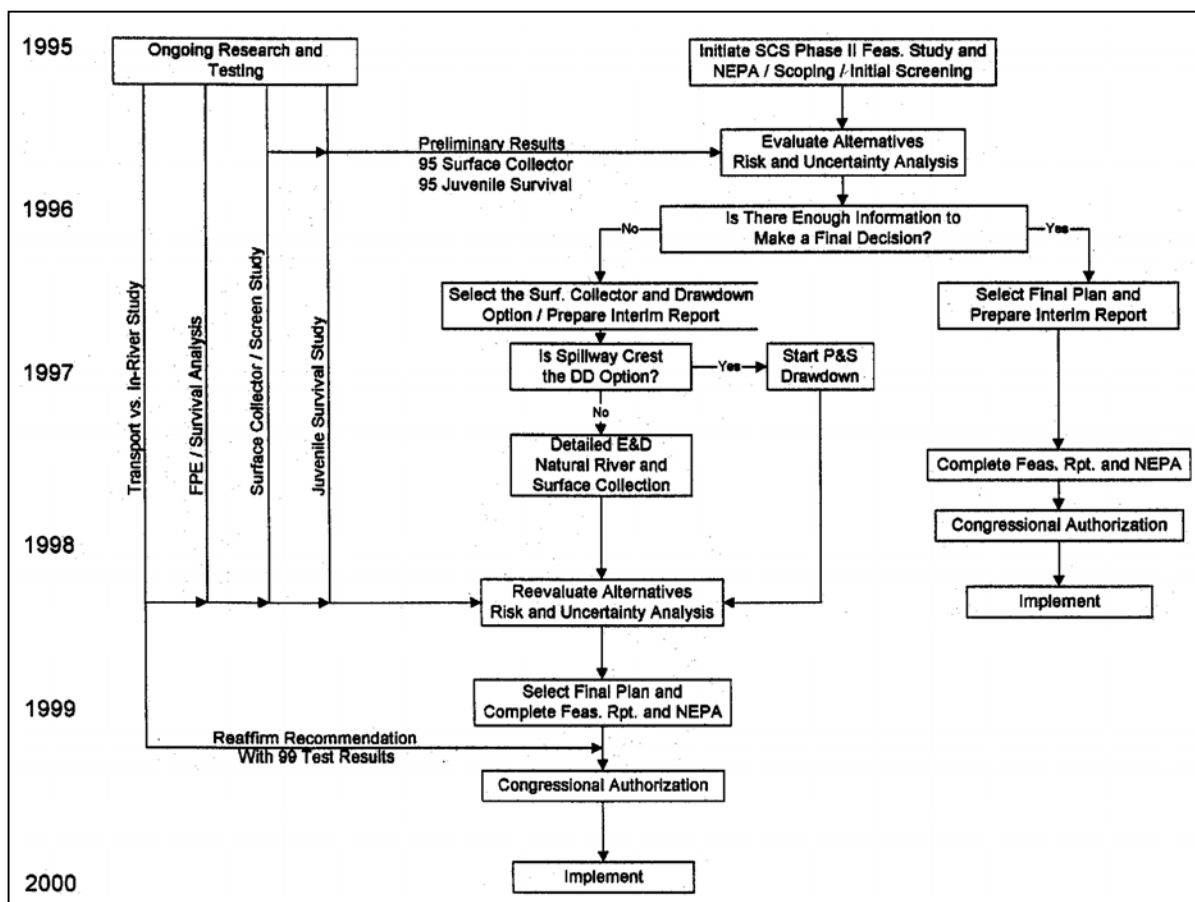 1995
Ongoing Research and
Testing
Initiate SCS Phase II Feas. Study and
NEPA / Scoping / Initial Screening
Preliminary Results
95 Surface Collector
95 Juvenile Survival
Evaluate Alternatives
Risk and Uncertainty Analysis
1996
Is There Enough Information to
Make a Final Decision?
No
Yes
Select the Surf. Collector and Drawdown
Option / Prepare Interim Report
Select Final Plan and
Prepare Interim Report
Transport vs. In-River Study
FPE / Survival Analysis
Surface Collector / Screen Study
Juvenile Survival Study
1997
Is Spillway Crest
the DD Option?
Yes
Start P&S
Drawdown
No
Detailed E&D
Natural River and
Surface Collection
Complete Feas. Rpt. and NEPA
Congressional Authorization
1998
Reevaluate Alternatives
Risk and Uncertainty Analysis
Implement
1999
Select Final Plan and
Complete Feas. Rpt. and NEPA
Reaffirm Recommendation
With 99 Test Results
Congressional Authorization
Implement
2000